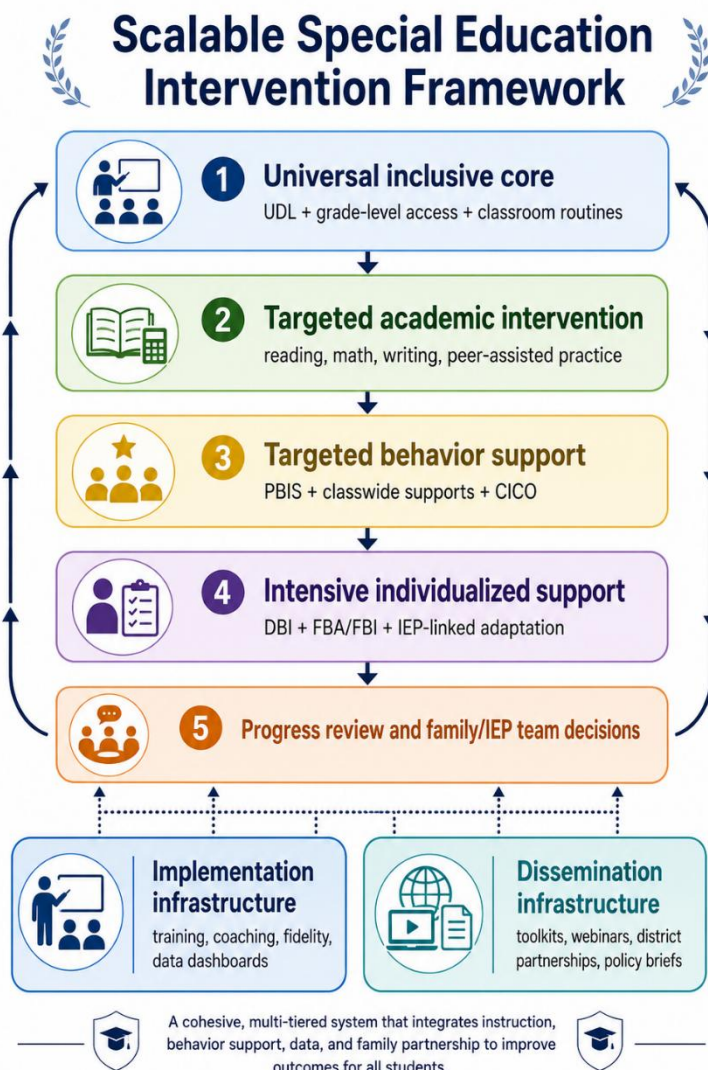 Scalable Special Education
Intervention Framework
1
Universal inclusive core
UDL + grade-level access + classroom routines
2
Targeted academic intervention
reading, math, writing, peer-assisted practice
3
Targeted behavior support
PBIS + classwide supports + CICO
4
Intensive individualized support
DBI + FBA/FBI + IEP-linked adaptation
5
Progress review and family/IEP team decisions
Implementation
infrastructure
training, coaching, fidelity,
data dashboards
Dissemination
infrastructure
toolkits, webinars, district
partnerships, policy briefs
A cohesive, multi-tiered system that integrates instruction,
behavior support, data, and family partnership to improve
outcomes for all students